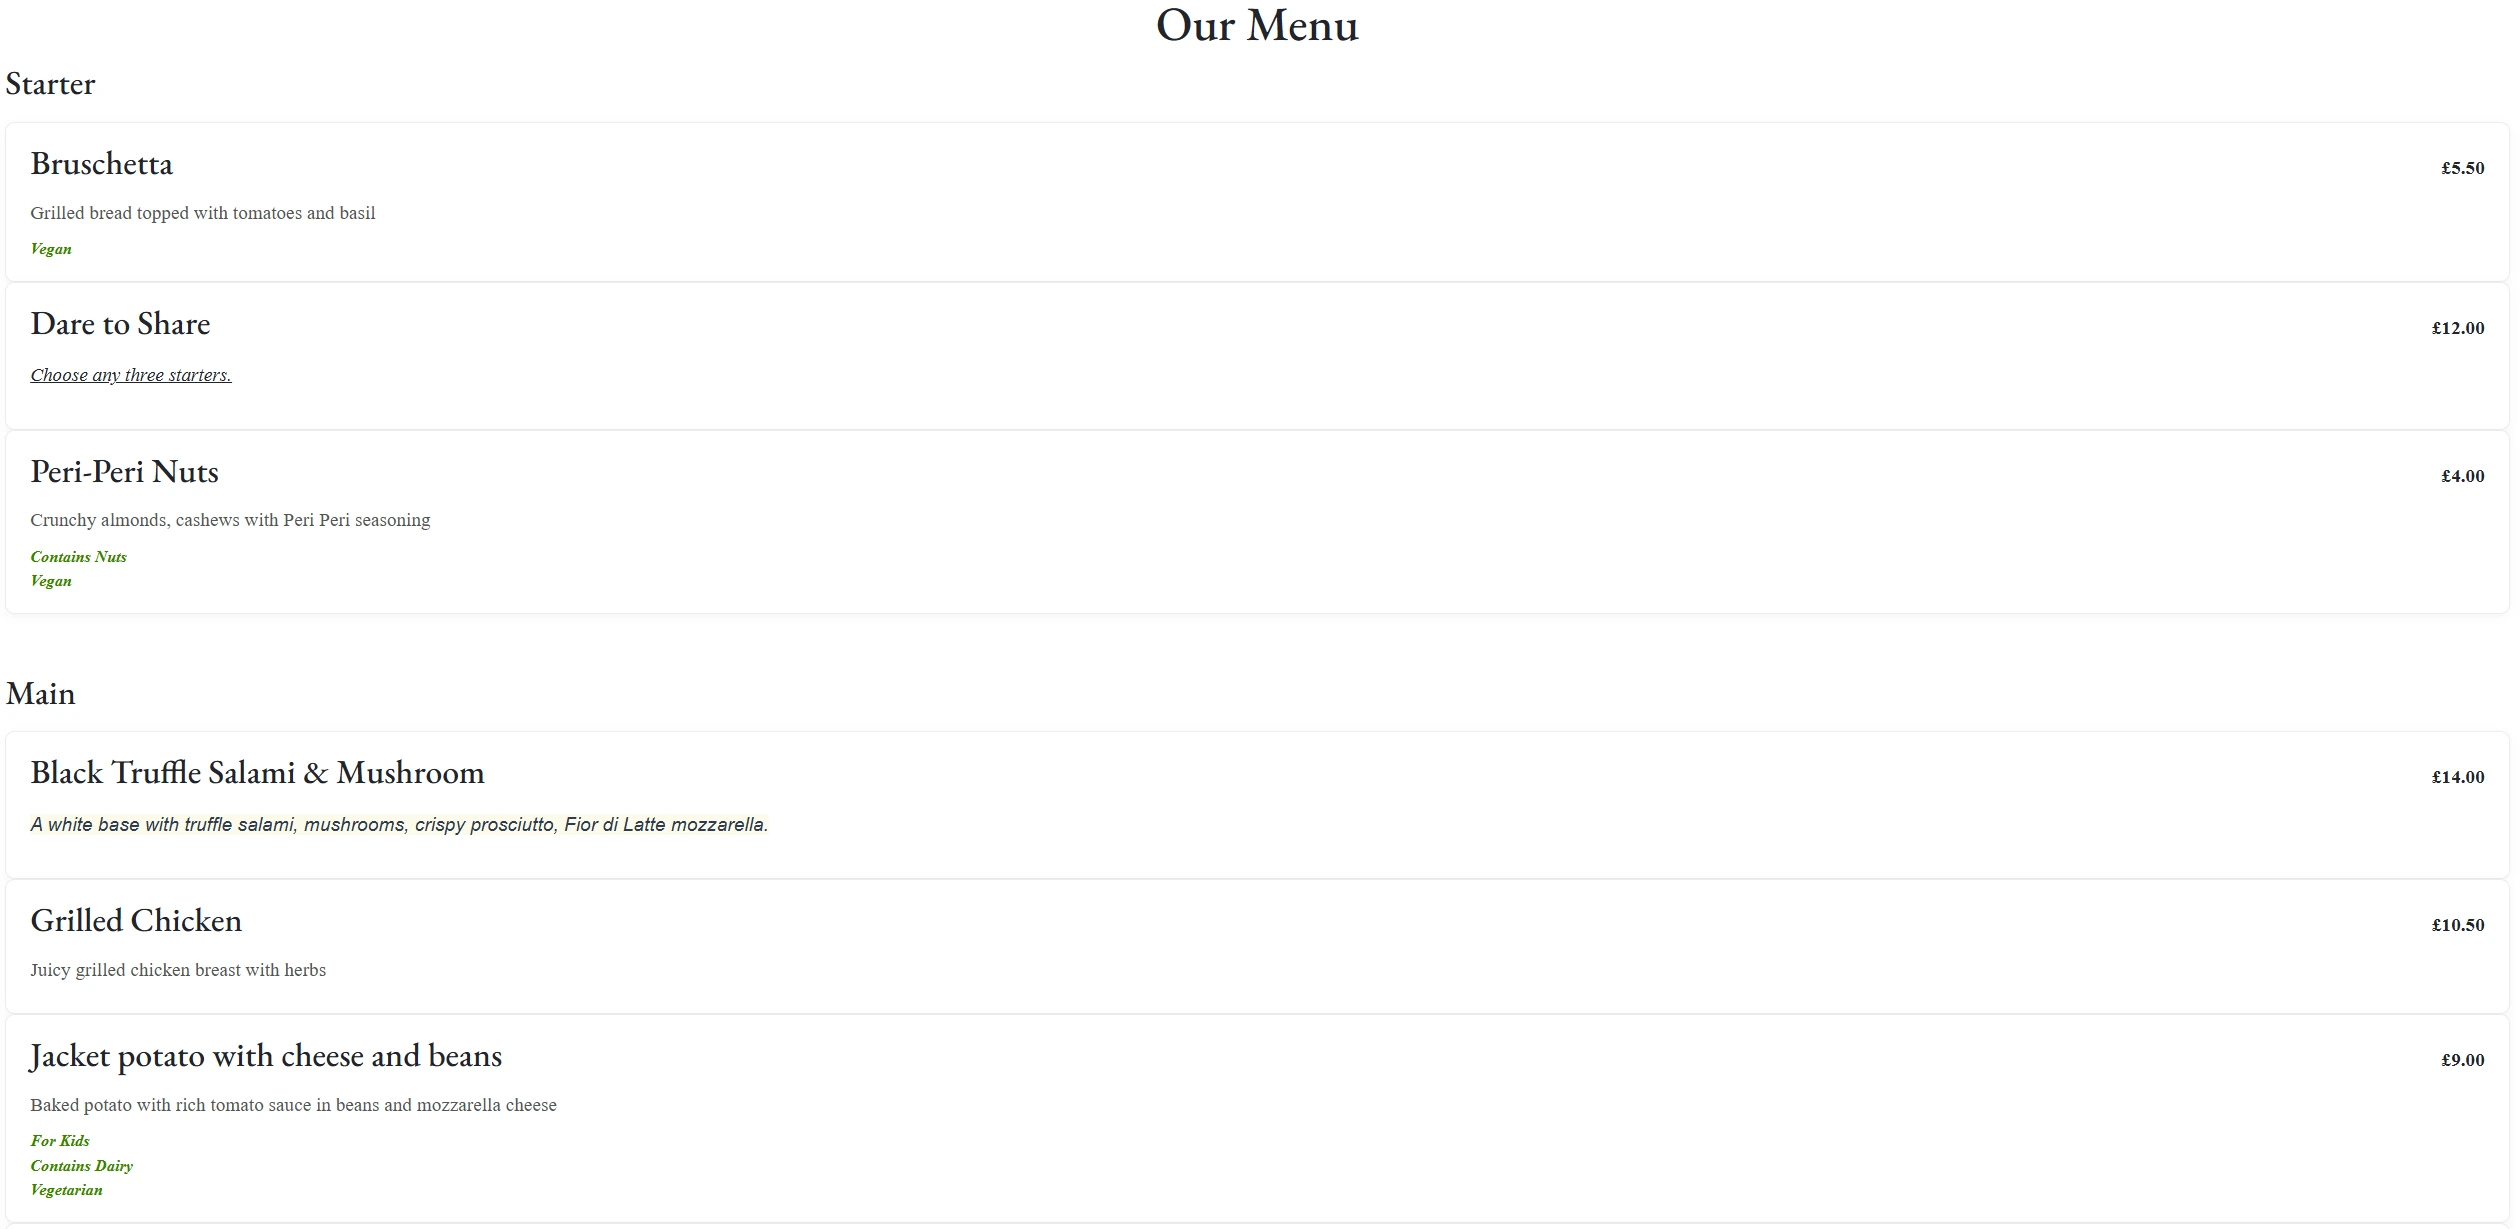 Our Menu
Starter
Bruschetta
£5.50
Grilled bread topped with tomatoes and basil
Vegan
Dare to Share
£12.00
Choose any three starters.
Peri-Peri Nuts
£4.00
Crunchy almonds, cashews with Peri Peri seasoning
Contains Nuts
Vegan
Main
Black Truffle Salami & Mushroom
£14.00
A white base with truffle salami, mushrooms, crispy prosciutto, Fior di Latte mozzarella.
Grilled Chicken
£10.50
Juicy grilled chicken breast with herbs
Jacket potato with cheese and beans
£9.00
Baked potato with rich tomato sauce in beans and mozzarella cheese
For Kids
Contains Dairy
Vegetarian